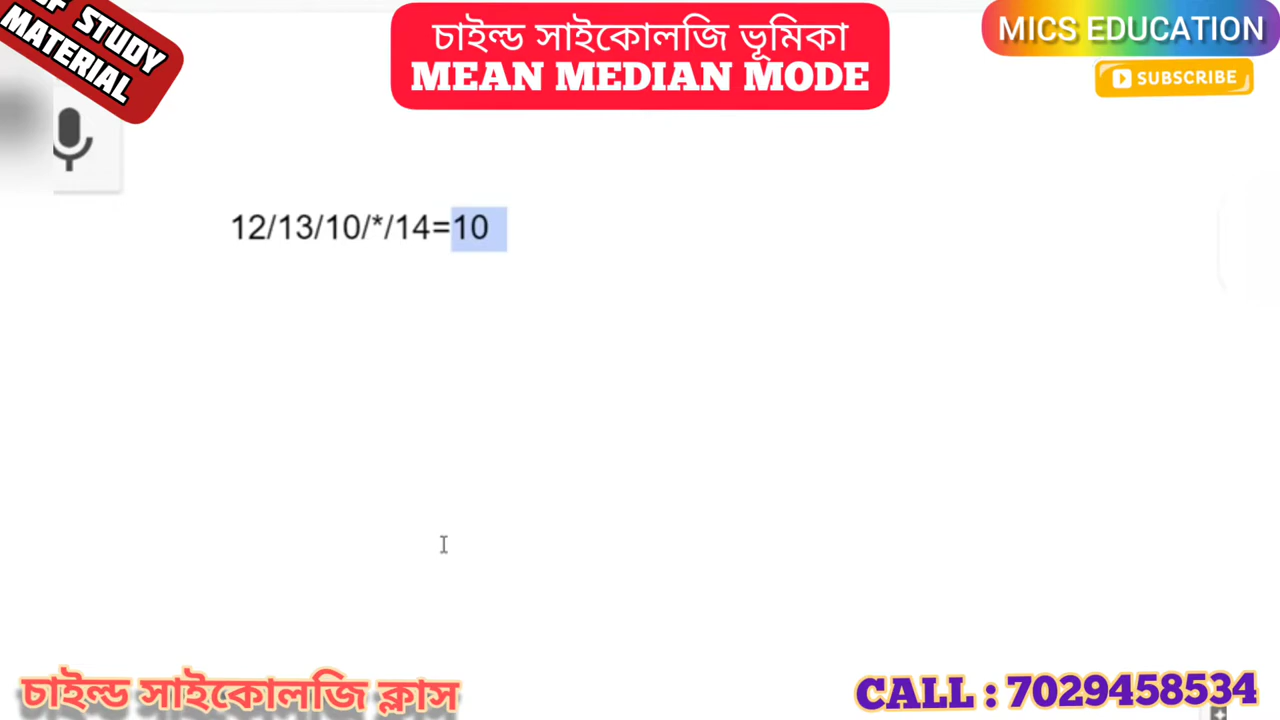 STUDY
MATERIAL
চাইল্ড সাইকোলজি ভূমিকা
MEAN MEDIAN MODE
MICS EDUCATION
SUBSCRIBE
12/13/10/*/14=10
চাইল্ড সাইকোলজি ক্লাস
CALL : 7029458534